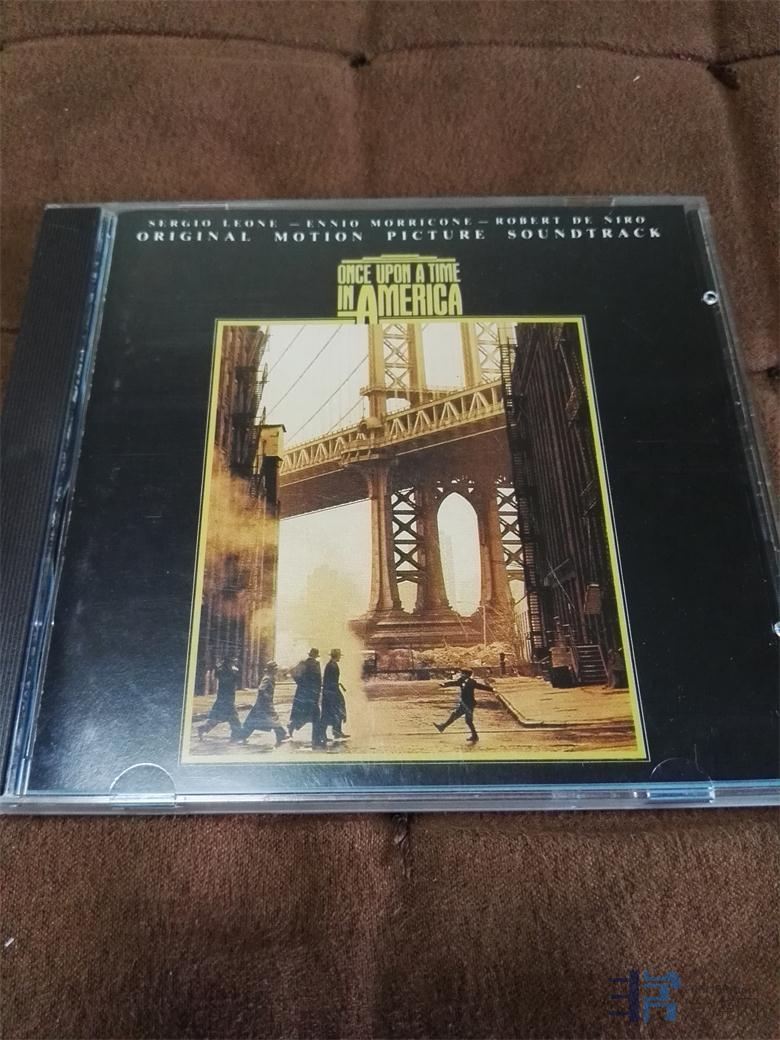 SERGIO LEONE – ENNIO MORRICONE – ROBERT DE NIRO
ORIGINAL MOTION PICTURE SOUNDTRACK
ONCE UPON A TIME
IN AMERICA